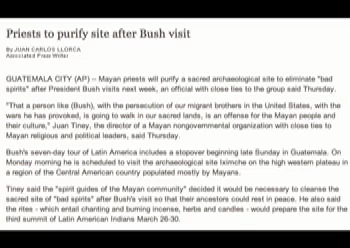 Priests to purify site after Bush visit
By JUAN CARLOS LLORCA
Associated Press Writer
GUATEMALA CITY (AP) – Mayan priests will purify a sacred archaeological site to eliminate "bad
spirits" after President Bush visits next week, an official with close ties to the group said Thursday.
"That a person like (Bush), with the persecution of our migrant brothers in the United States, with the
wars he has provoked, is going to walk in our sacred lands, is an offense for the Mayan people and
their culture," Juan Tiney, the director of a Mayan nongovernmental organization with close ties to
Mayan religious and political leaders, said Thursday.
Bush's seven-day tour of Latin America includes a stopover beginning late Sunday in Guatemala. On
Monday morning he is scheduled to visit the archaeological site Iximche on the high western plateau in
a region of the Central American country populated mostly by Mayans.
Tiney said the "spirit guides of the Mayan community" decided it would be necessary to cleanse the
sacred site of "bad spirits" after Bush's visit so that their ancestors could rest in peace. He also said
the rites - which entail chanting and burning incense, herbs and candles - would prepare the site for the
third summit of Latin American Indians March 26-30.